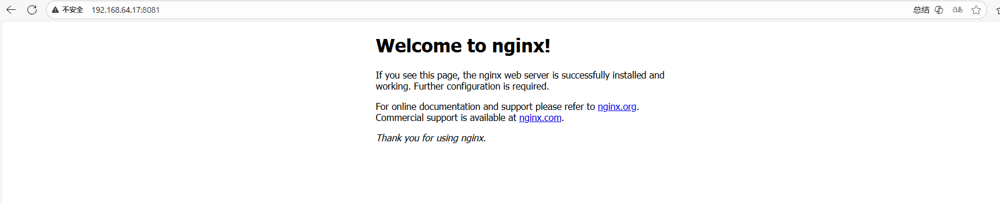 不安全 192.168.64.17:8081 总结 aあ
Welcome to nginx!
If you see this page, the nginx web server is successfully installed and
working. Further configuration is required.
For online documentation and support please refer to nginx.org.
Commercial support is available at nginx.com.
Thank you for using nginx.